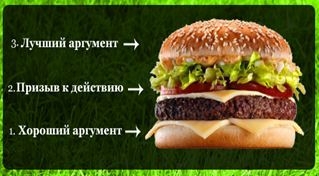 3. Лучший аргумент
2.Призыв к действию
1. Хороший аргумент